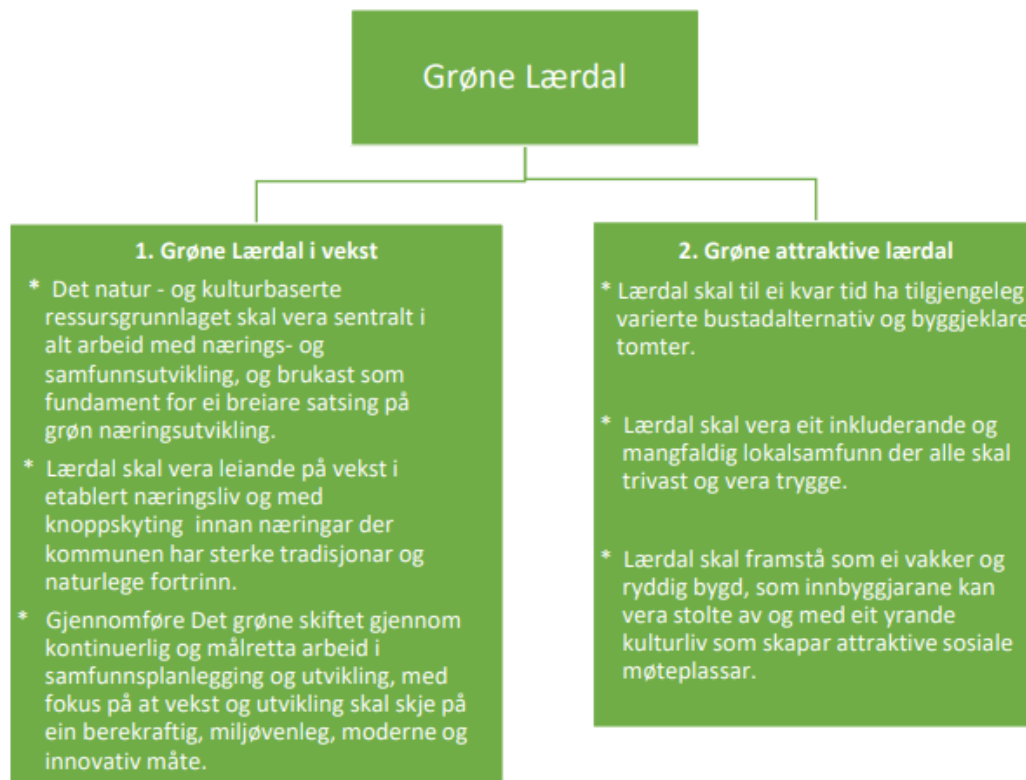 Grøne Lærdal
1. Grøne Lærdal i vekst
* Det natur - og kulturbaserte
ressursgrunnlaget skal vera sentralt i
alt arbeid med nærings- og
samfunnsutvikling, og brukast som
fundament for ei breiare satsing på
grøn næringsutvikling.
* Lærdal skal vera leiande på vekst i
etablert næringsliv og med
knoppskyting innan næringar der
kommunen har sterke tradisjonar og
naturlege fortrinn.
* Gjennomføre Det grøne skiftet gjennom
kontinuerlig og målretta arbeid i
samfunnsplanlegging og utvikling, med
fokus på at vekst og utvikling skal skje på
ein berekraftig, miljøvenleg, moderne og
innovativ måte.
2. Grøne attraktive lærdal
* Lærdal skal til ei kvar tid ha tilgjengeleg
varierte bustadalternativ og byggjeklare
tomter.
* Lærdal skal vera eit inkluderande og
mangfaldig lokalsamfunn der alle skal
trivast og vera trygge.
* Lærdal skal framstå som ei vakker og
ryddig bygd, som innbyggjarane kan
vera stolte av og med eit yrande
kulturliv som skapar attraktive sosiale
møteplassar.